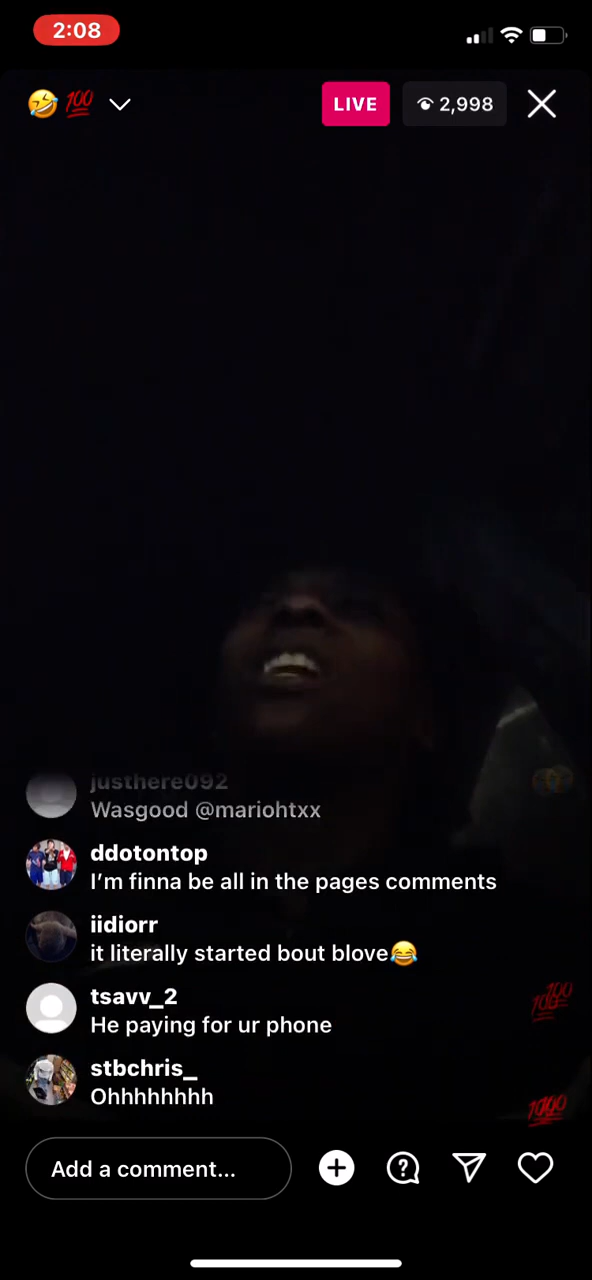 2:08
🤣 💯
LIVE
2,998
justhere092
Wasgood @mariohtxx
ddotontop
I’m finna be all in the pages comments
iidiorr
it literally started bout blove😂
tsavv_2
He paying for ur phone
stbchris_
Ohhhhhhhh
Add a comment...